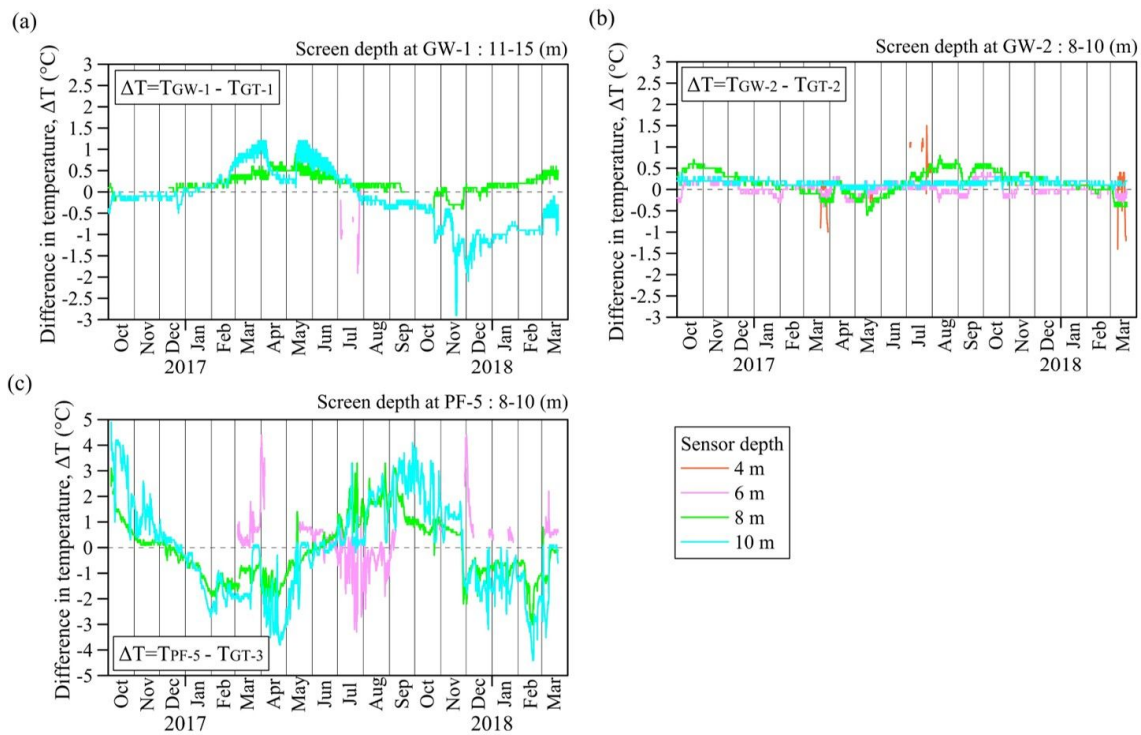 (a)
Screen depth at GW-1 : 11-15 (m)
Difference in temperature, ΔT (°C)
3
2.5
2
1.5
1
0.5
0
-0.5
-1
-1.5
-2
-2.5
-3
ΔT=TGW-1 - TGT-1
Oct Nov Dec Jan Feb Mar Apr May Jun Jul Aug Sep Oct Nov Dec Jan Feb Mar
2017 2018
(b)
Screen depth at GW-2 : 8-10 (m)
Difference in temperature, ΔT (°C)
3
2.5
2
1.5
1
0.5
0
-0.5
-1
-1.5
-2
-2.5
-3
ΔT=TGW-2 - TGT-2
Oct Nov Dec Jan Feb Mar Apr May Jun Jul Aug Sep Oct Nov Dec Jan Feb Mar
2017 2018
(c)
Screen depth at PF-5 : 8-10 (m)
Difference in temperature, ΔT (°C)
5
4
3
2
1
0
-1
-2
-3
-4
-5
ΔT=TPF-5 - TGT-3
Oct Nov Dec Jan Feb Mar Apr May Jun Jul Aug Sep Oct Nov Dec Jan Feb Mar
2017 2018
Sensor depth
4 m
6 m
8 m
10 m